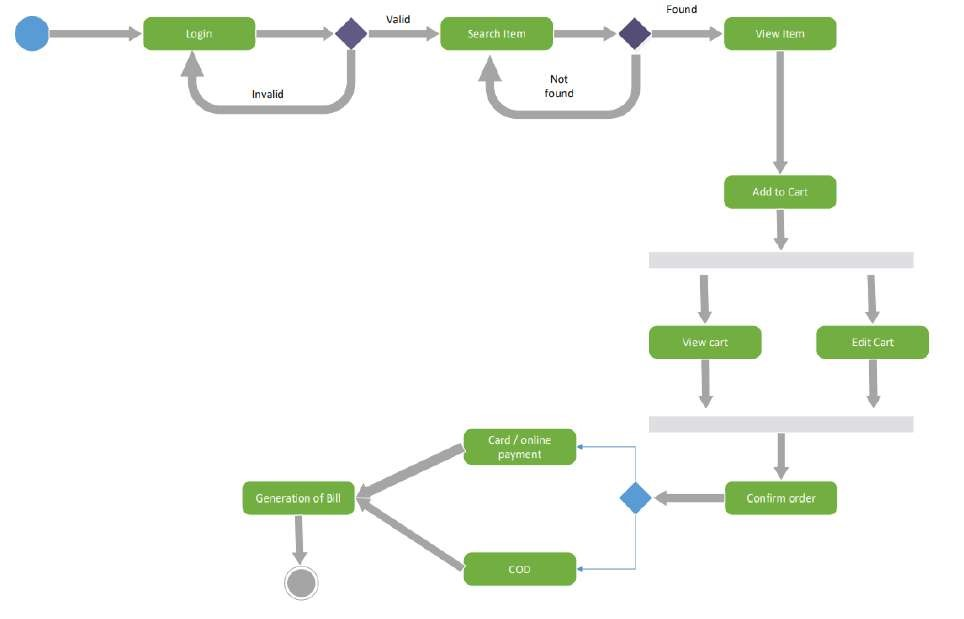 Login
Valid
Search Item
Found
View Item
Invalid
Not
found
Add to Cart
View cart
Edit Cart
Card / online
payment
Generation of Bill
Confirm order
COD